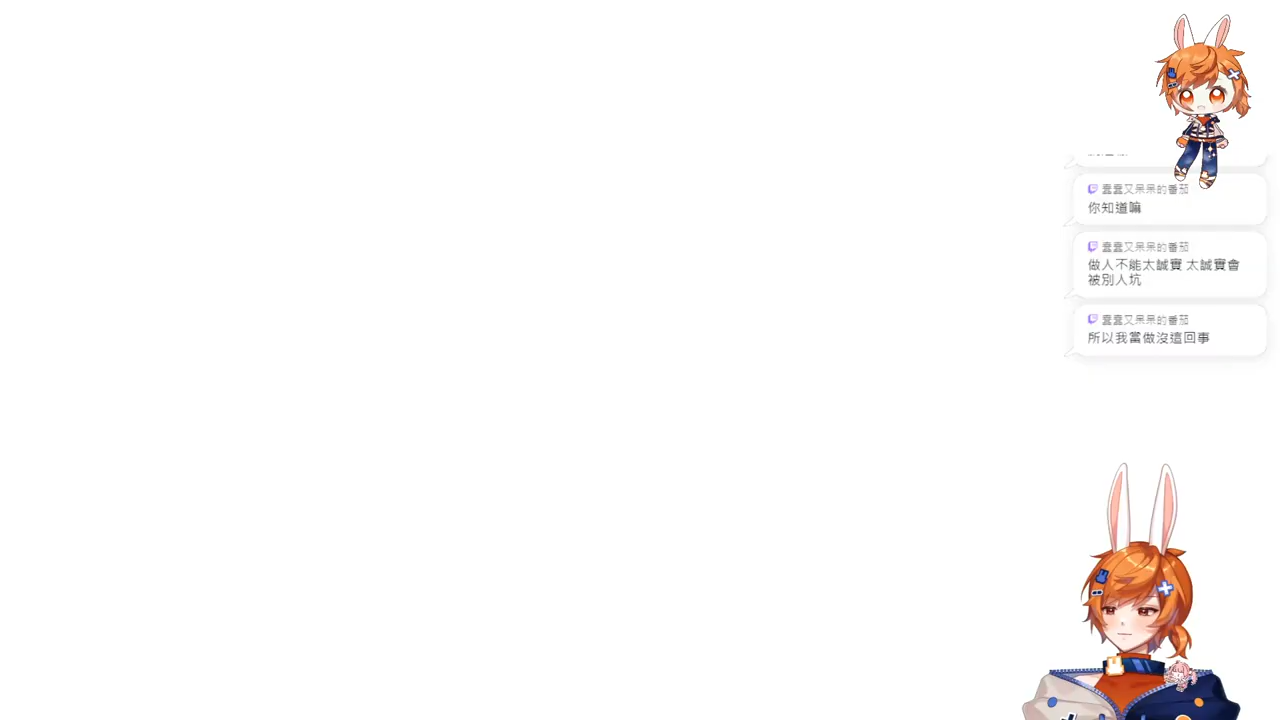 蠢蠢又呆呆的番茄
你知道嘛
蠢蠢又呆呆的番茄
做人不能太誠實 太誠實會
被別人坑
蠢蠢又呆呆的番茄
所以我當做沒這回事